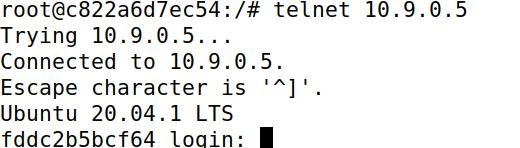 root@c822a6d7ec54:/# telnet 10.9.0.5
Trying 10.9.0.5...
Connected to 10.9.0.5.
Escape character is '^]'.
Ubuntu 20.04.1 LTS
fddc2b5bcf64 login: